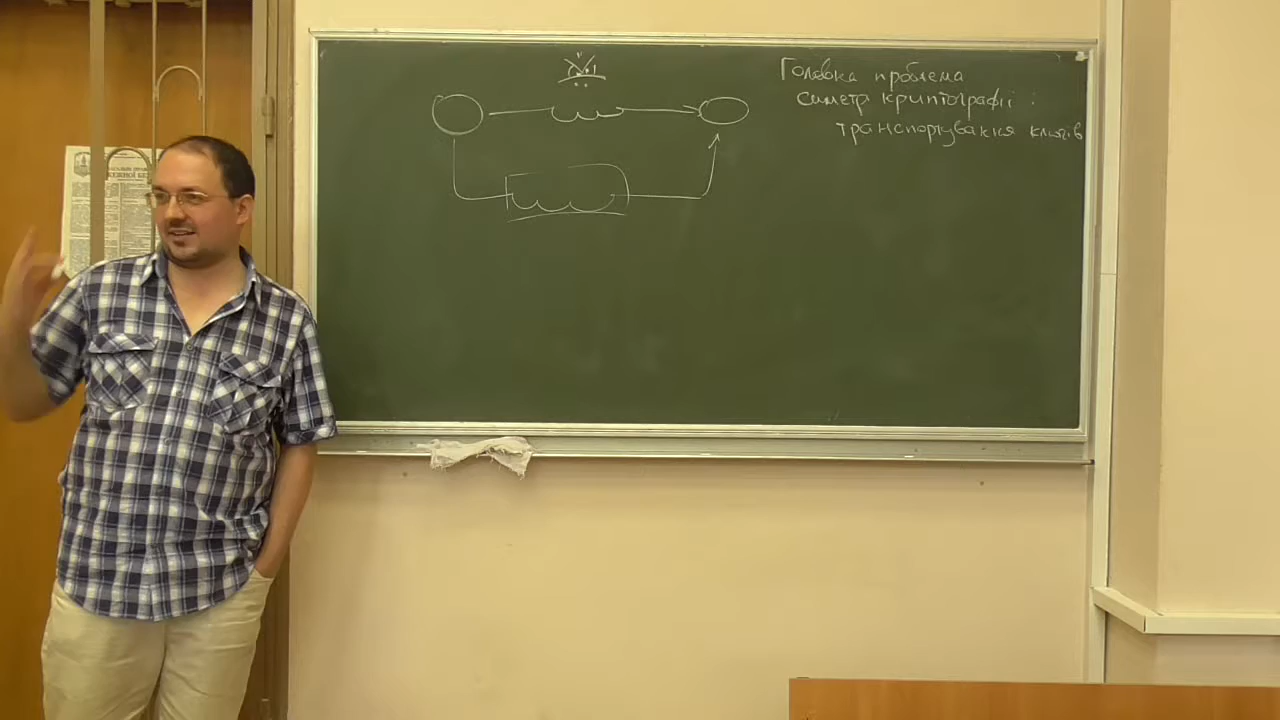 Головна проблема
симетр криптографії :
транспортування ключів